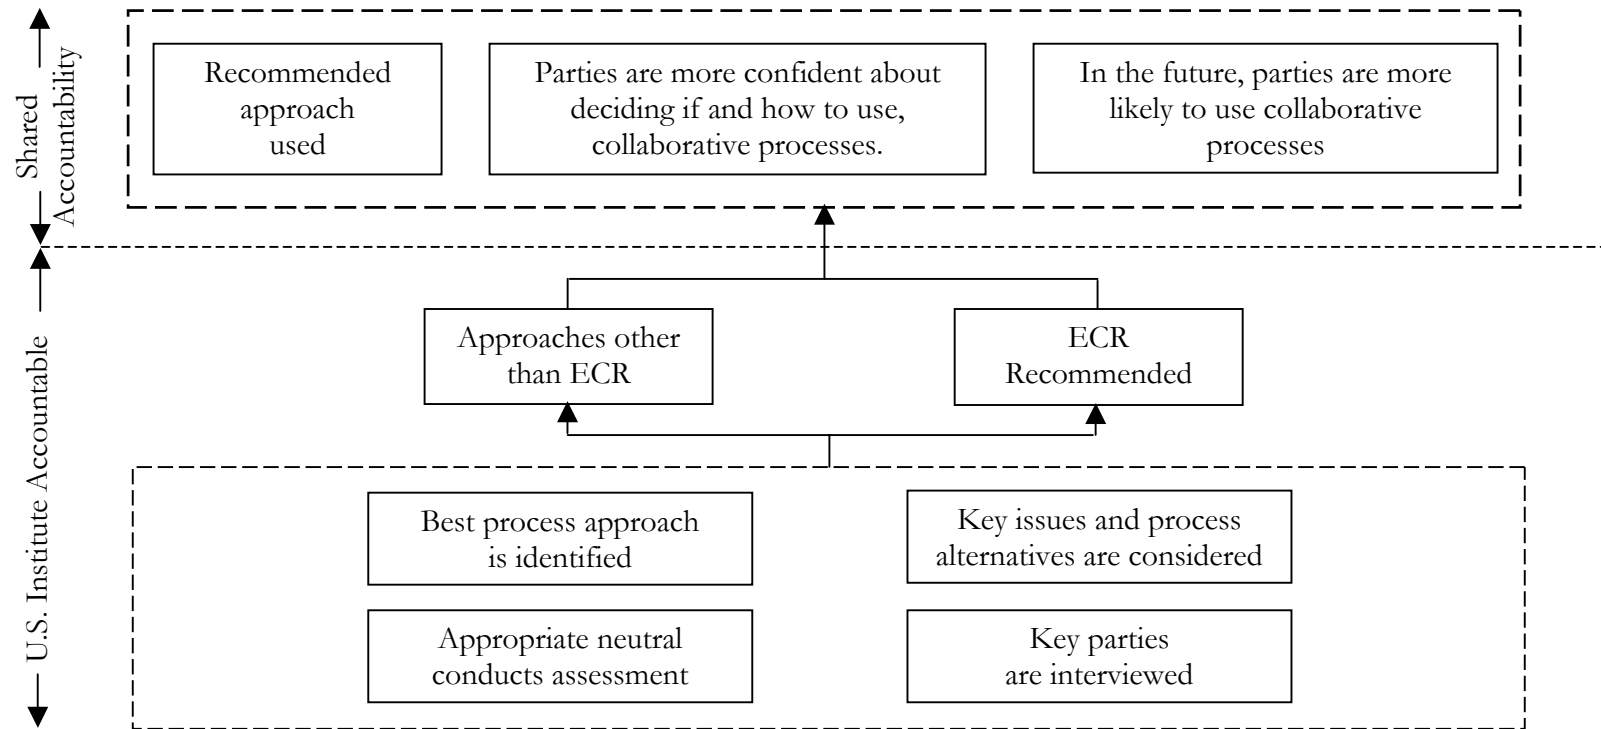 Shared
Accountability
Recommended
approach
used
Parties are more confident about
deciding if and how to use,
collaborative processes.
In the future, parties are more
likely to use collaborative
processes
U.S. Institute Accountable
Approaches other
than ECR
ECR
Recommended
Best process approach
is identified
Key issues and process
alternatives are considered
Appropriate neutral
conducts assessment
Key parties
are interviewed